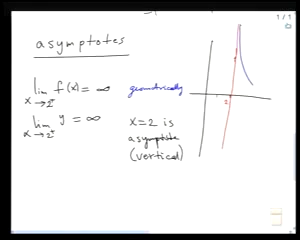 1 / 1
asymptotes
lim f(x) = ∞ geometrically
x → 2⁺
lim y = ∞ x = 2 is
x → 2⁺ asymptote
(vertical)
2